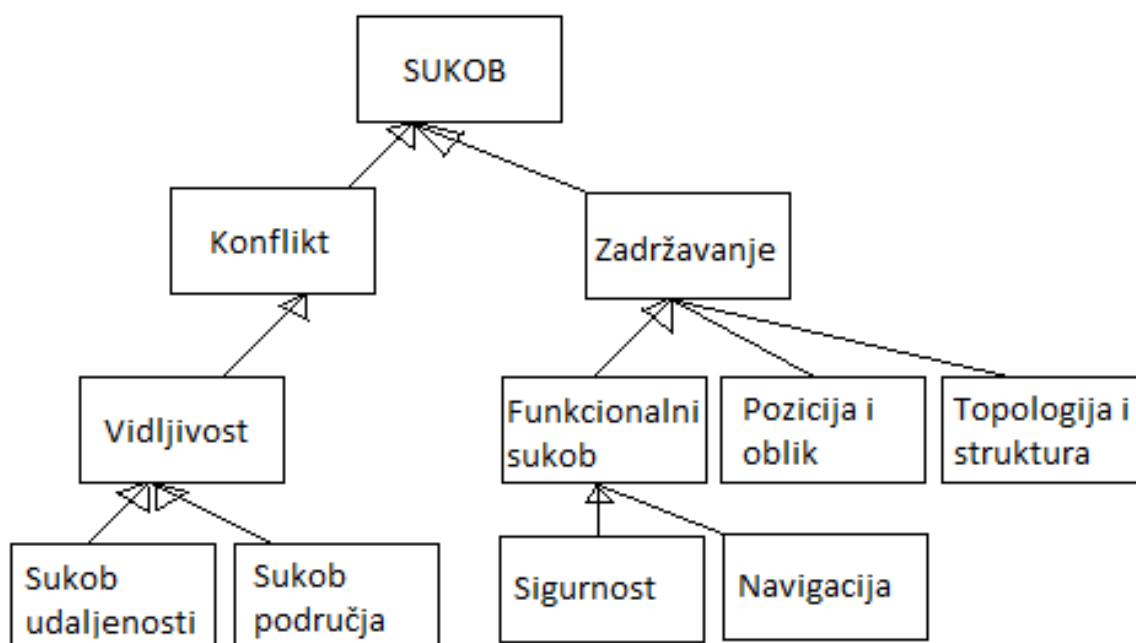 SUKOB
Konflikt
Zadržavanje
Vidljivost
Funkcionalni
sukob
Pozicija i
oblik
Topologija i
struktura
Sukob
udaljenosti
Sukob
područja
Sigurnost
Navigacija